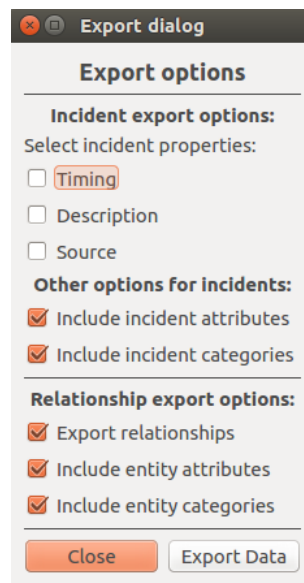 Export dialog
Export options
Incident export options:
Select incident properties:
Timing
Description
Source
Other options for incidents:
Include incident attributes
Include incident categories
Relationship export options:
Export relationships
Include entity attributes
Include entity categories
Close Export Data